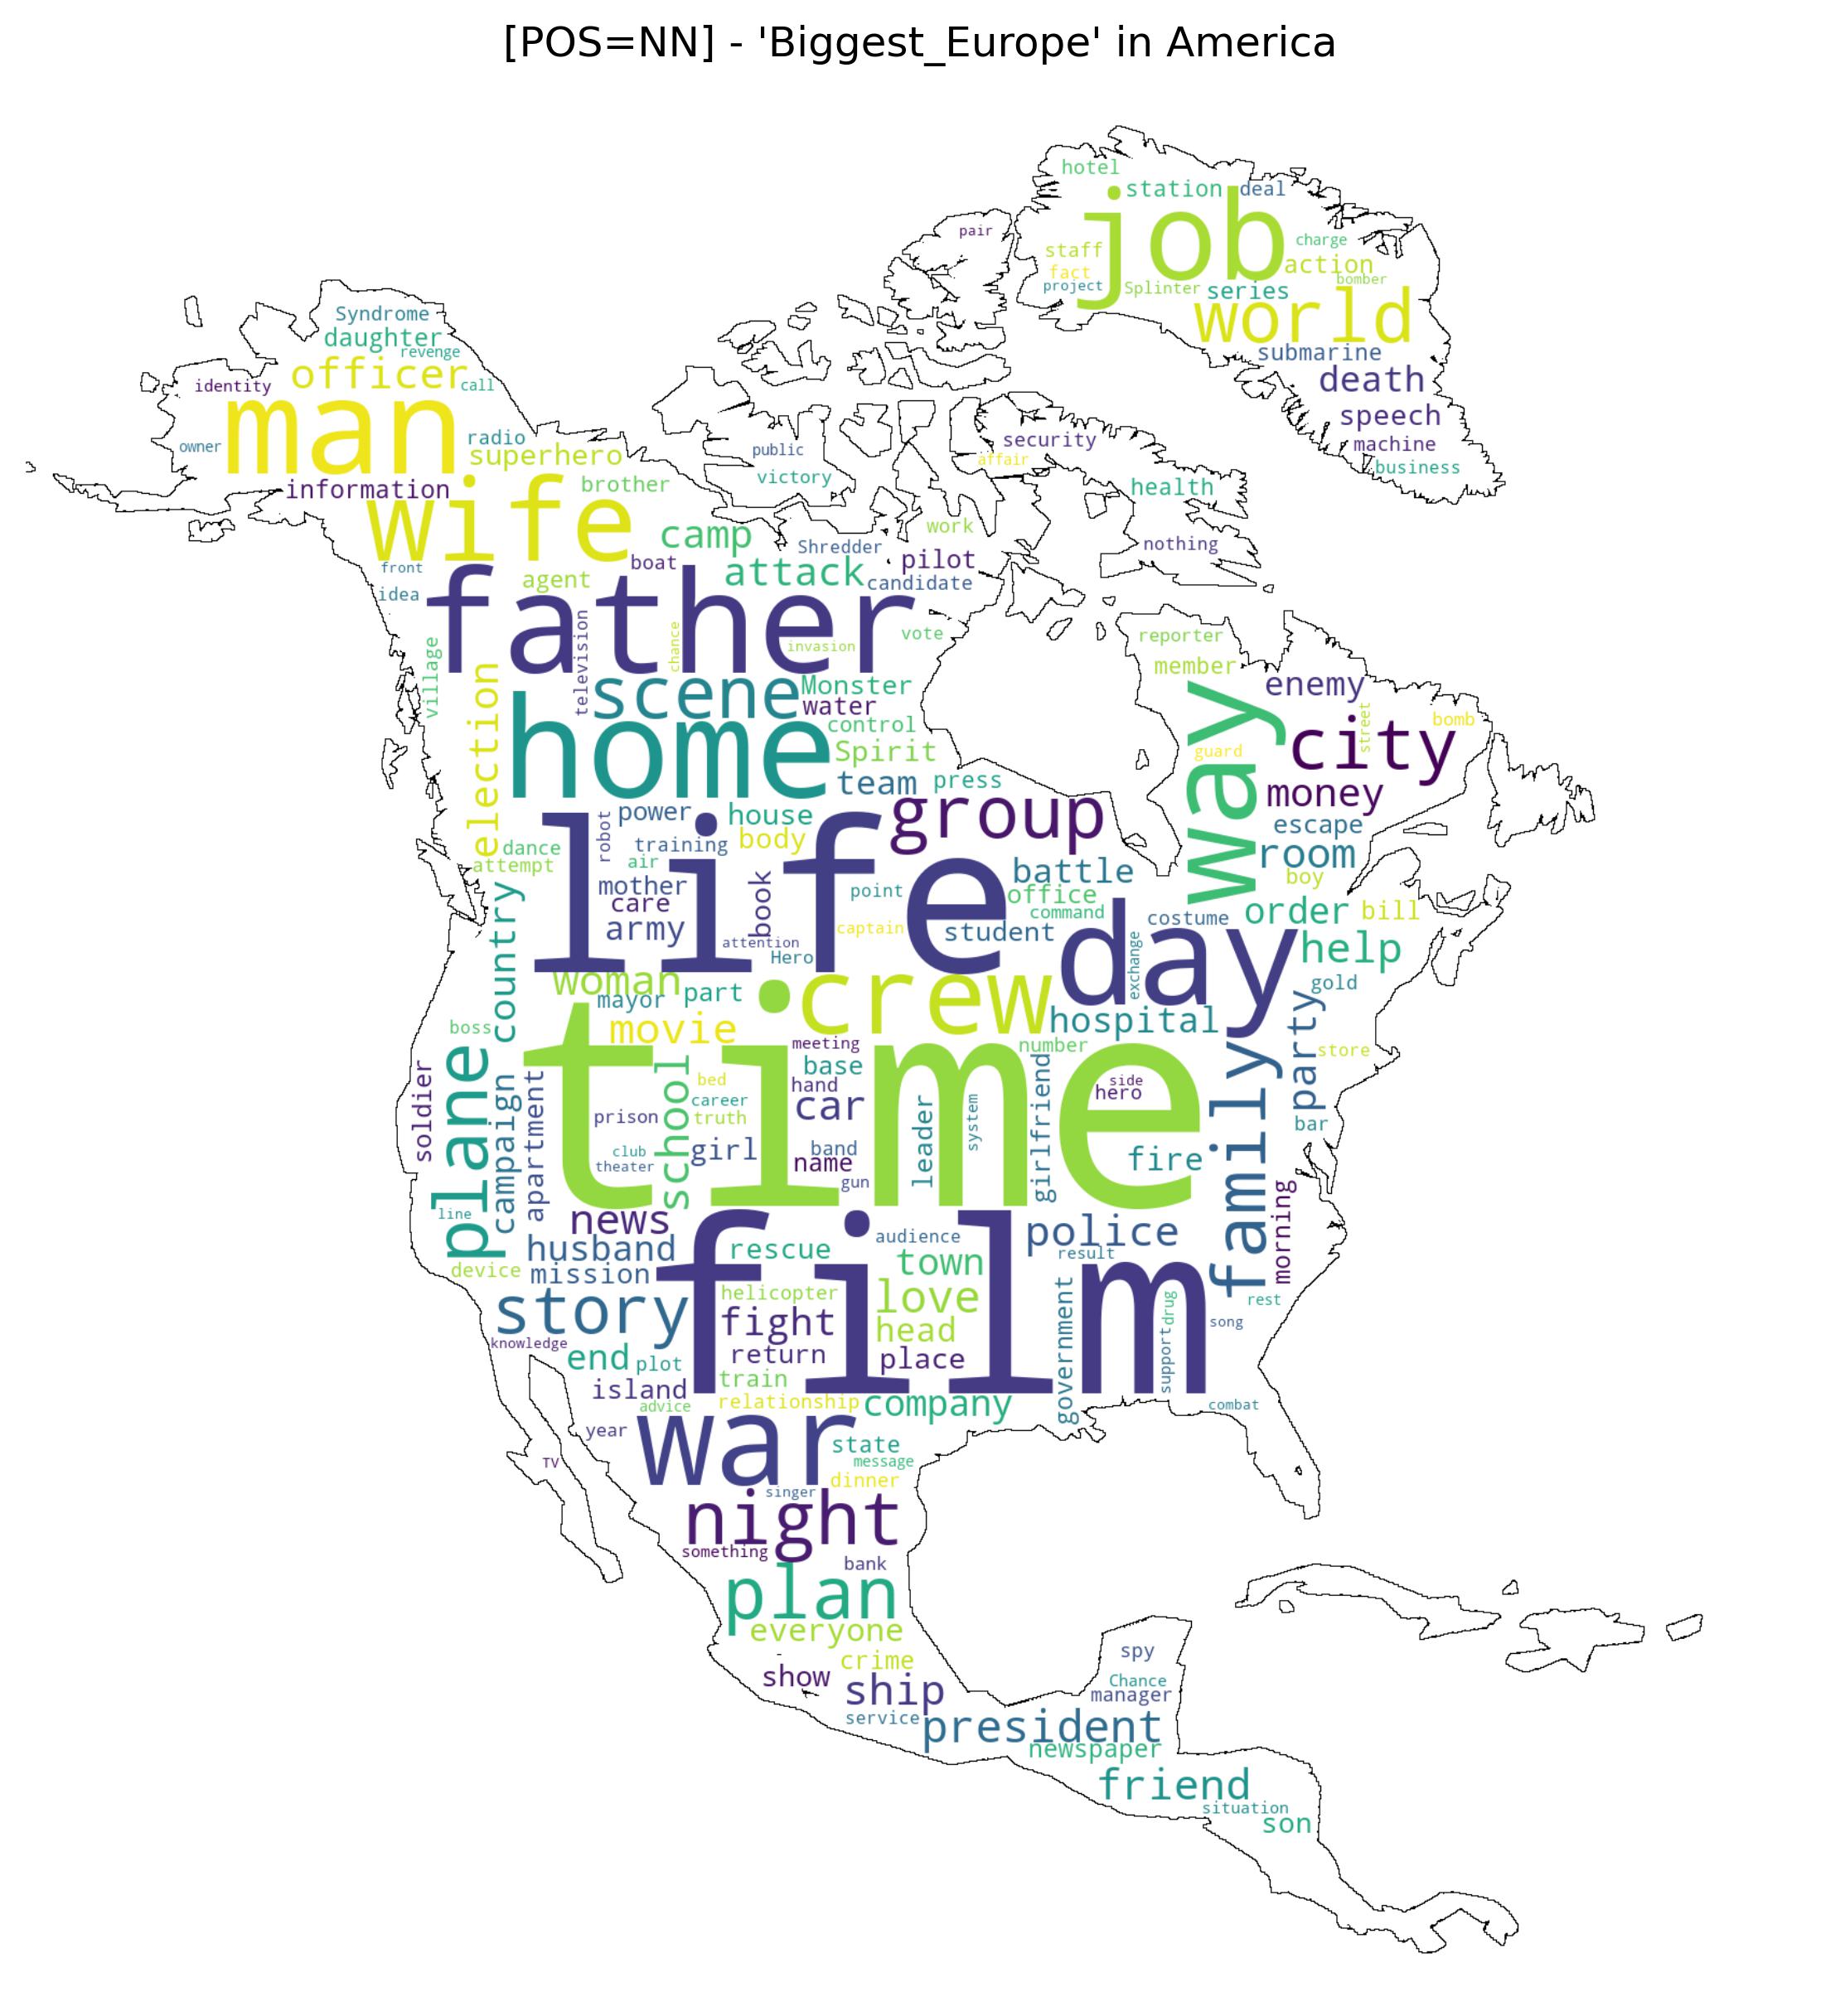 [POS=NN] - 'Biggest_Europe' in America
hotel
station deal
job
pair
staff
charge
action
fact
bomber
project
Splinter series
world
Syndrome
daughter
revenge
submarine
officer
call
identity
death
man
speech
radio
security
machine
owner
public
superhero
affair
business
victory
information
brother
health
wife
work
camp
Shredder
nothing
boat
pilot
front
attack
agent
candidate
idea
father
television
chance
invasion
vote
reporter
village
member
scene
Monster
enemy
water
way
election
home
control
street
bomb
Spirit
guard
city
team
press
money
group
power
house
escape
robot
training
body
dance
air
room
attempt
life
battle
mother
point
boy
care
book
office
country
command
order
bill
army
captain
student
costume
attention
day
help
Hero
exchange
woman
crew
mayor
part
gold
boss
movie
hospital
party
time
meeting
number
store
plane
school
base
soldier
campaign
apartment
bed
hand
side
career
car
girlfriend
hero
prison
truth
leader
system
family
bar
club
girl
band
theater
name
fire
gun
line
morning
news
film
audience
police
husband
rescue
result
town
device
mission
helicopter
government
drug
rest
story
love
fight
head
song
knowledge
return
support
end
plot
place
train
island
relationship
company
advice
combat
war
year
state
TV
message
dinner
singer
night
something
bank
plan
everyone
spy
crime
show
Chance
ship
manager
service
president
newspaper
friend
situation
son